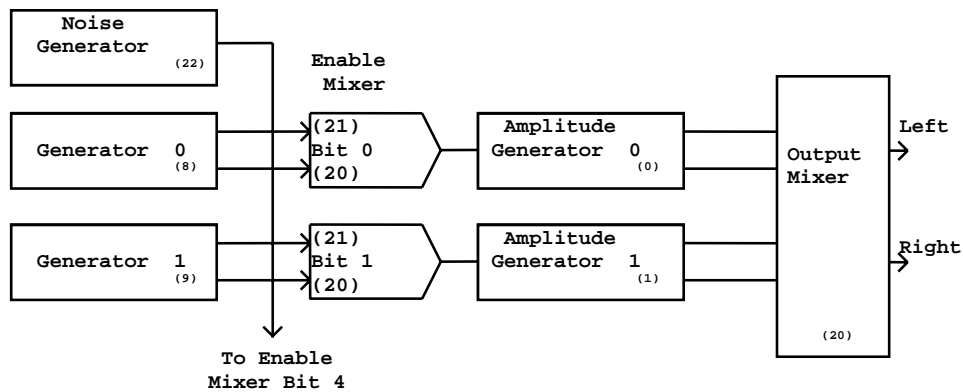 Noise
Generator
(22)
Enable
Mixer
Generator 0
(8)
(21)
Bit 0
(20)
Amplitude
Generator 0
(0)
Output
Mixer
(20)
Left
Right
Generator 1
(9)
(21)
Bit 1
(20)
Amplitude
Generator 1
(1)
To Enable
Mixer Bit 4